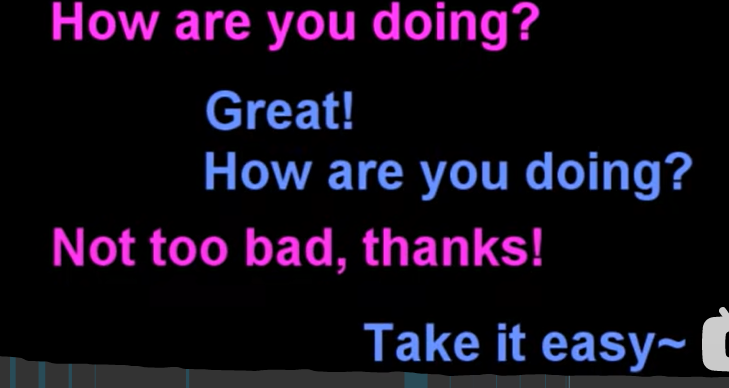 How are you doing?
Great!
How are you doing?
Not too bad, thanks!
Take it easy~